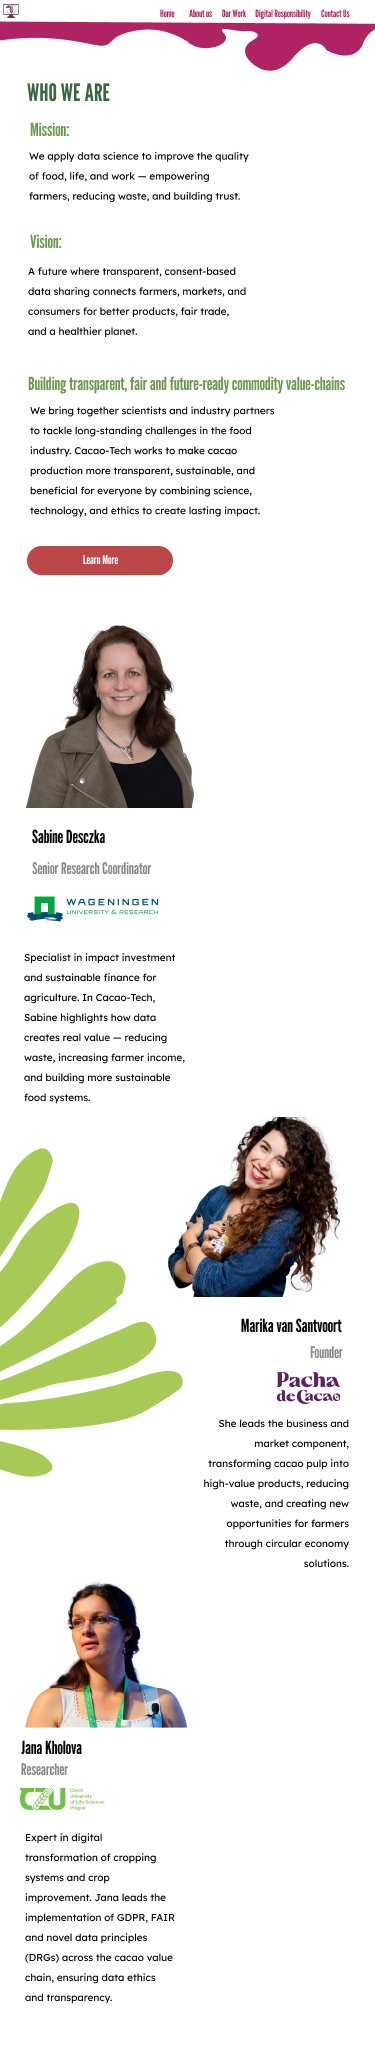 Home About us Our Work Digital Responsibility Contact Us
WHO WE ARE
Mission:
We apply data science to improve the quality
of food, life, and work — empowering
farmers, reducing waste, and building trust.
Vision:
A future where transparent, consent-based
data sharing connects farmers, markets, and
consumers for better products, fair trade,
and a healthier planet.
Building transparent, fair and future-ready commodity value-chains
We bring together scientists and industry partners
to tackle long-standing challenges in the food
industry. Cacao-Tech works to make cacao
production more transparent, sustainable, and
beneficial for everyone by combining science,
technology, and ethics to create lasting impact.
Learn More
Sabine Desczka
Senior Research Coordinator
WAGENINGEN
UNIVERSITY & RESEARCH
Specialist in impact investment
and sustainable finance for
agriculture. In Cacao-Tech,
Sabine highlights how data
creates real value — reducing
waste, increasing farmer income,
and building more sustainable
food systems.
Marika van Santvoort
Founder
Pacha
deCacao
She leads the business and
market component,
transforming cacao pulp into
high-value products, reducing
waste, and creating new
opportunities for farmers
through circular economy
solutions.
Jana Kholova
Researcher
CZU
Czech
University
of Life Sciences
Prague
Expert in digital
transformation of cropping
systems and crop
improvement. Jana leads the
implementation of GDPR, FAIR
and novel data principles
(DRGs) across the cacao value
chain, ensuring data ethics
and transparency.